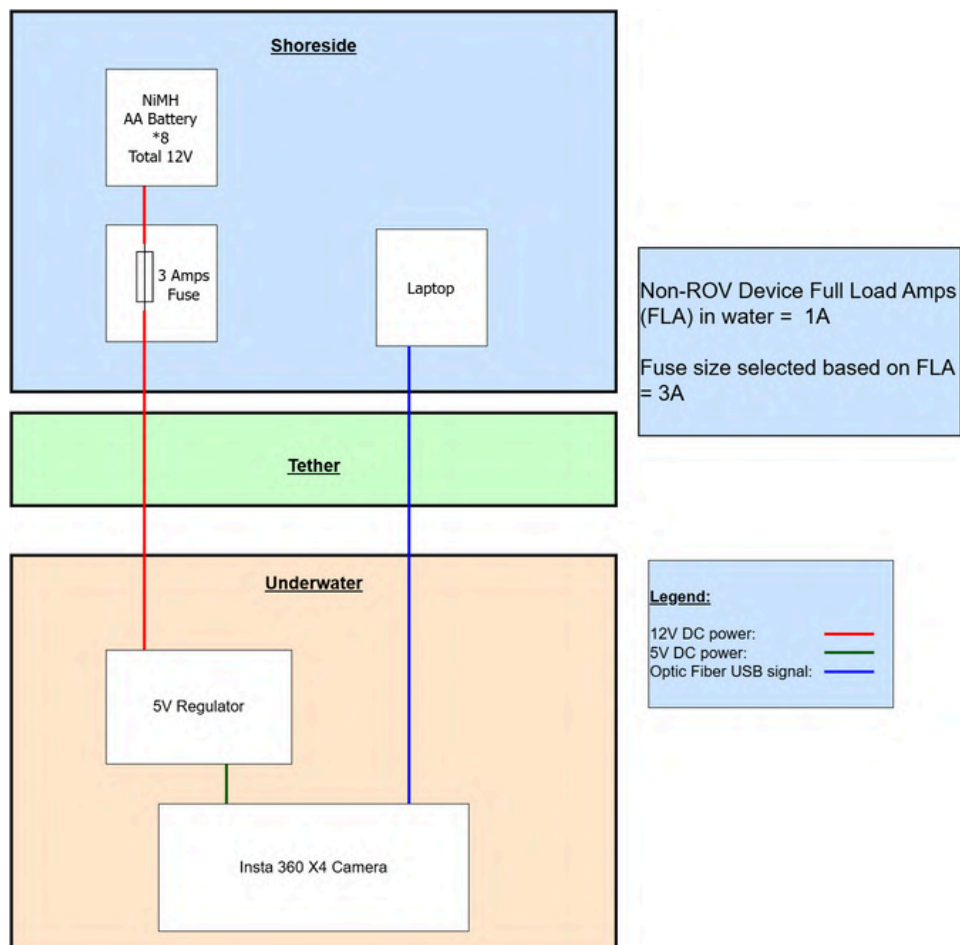 Shoreside
NiMH
AA Battery
*8
Total 12V
3 Amps
Fuse
Laptop
Non-ROV Device Full Load Amps
(FLA) in water =  1A
Fuse size selected based on FLA
= 3A
Tether
Underwater
5V Regulator
Insta 360 X4 Camera
Legend:
12V DC power:
5V DC power:
Optic Fiber USB signal: